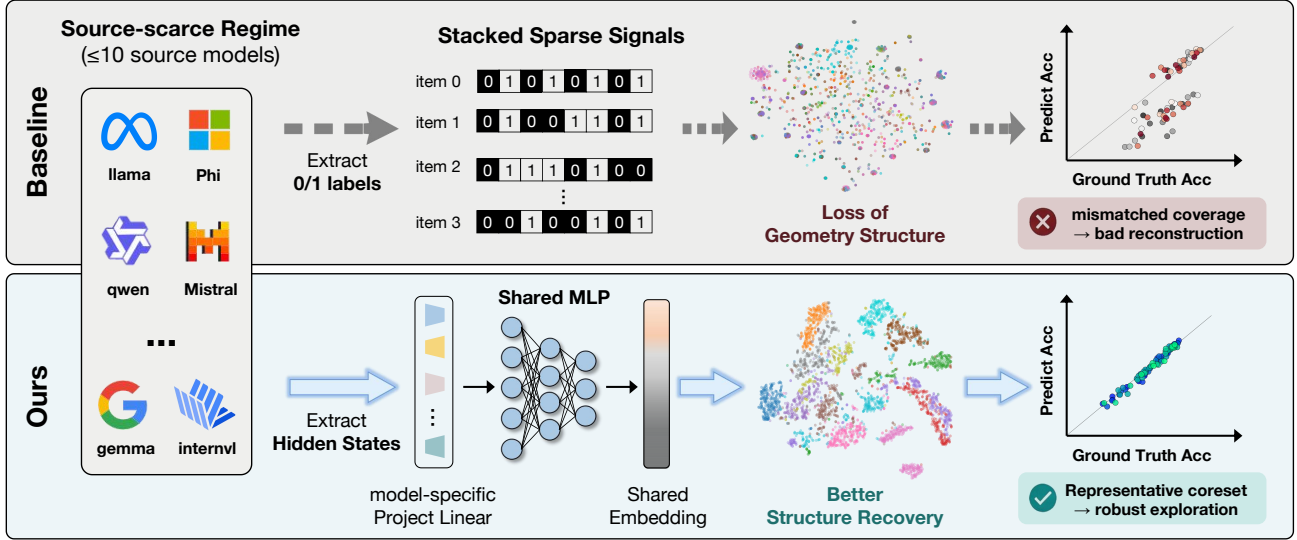 Baseline
Source-scarce Regime
(≤10 source models)
llama
Phi
qwen
Mistral
...
gemma
internvl
Extract
0/1 labels
Stacked Sparse Signals
item 0 0 1 0 1 0 1 0 1
item 1 0 1 0 0 1 1 0 1
item 2 0 1 1 1 0 1 0 0
⋮
item 3 0 0 1 0 0 1 0 1
Loss of
Geometry Structure
Predict Acc
Ground Truth Acc
mismatched coverage
→ bad reconstruction
Ours
Extract
Hidden States
⋮
model-specific
Project Linear
Shared MLP
Shared
Embedding
Better
Structure Recovery
Predict Acc
Ground Truth Acc
Representative coreset
→ robust exploration